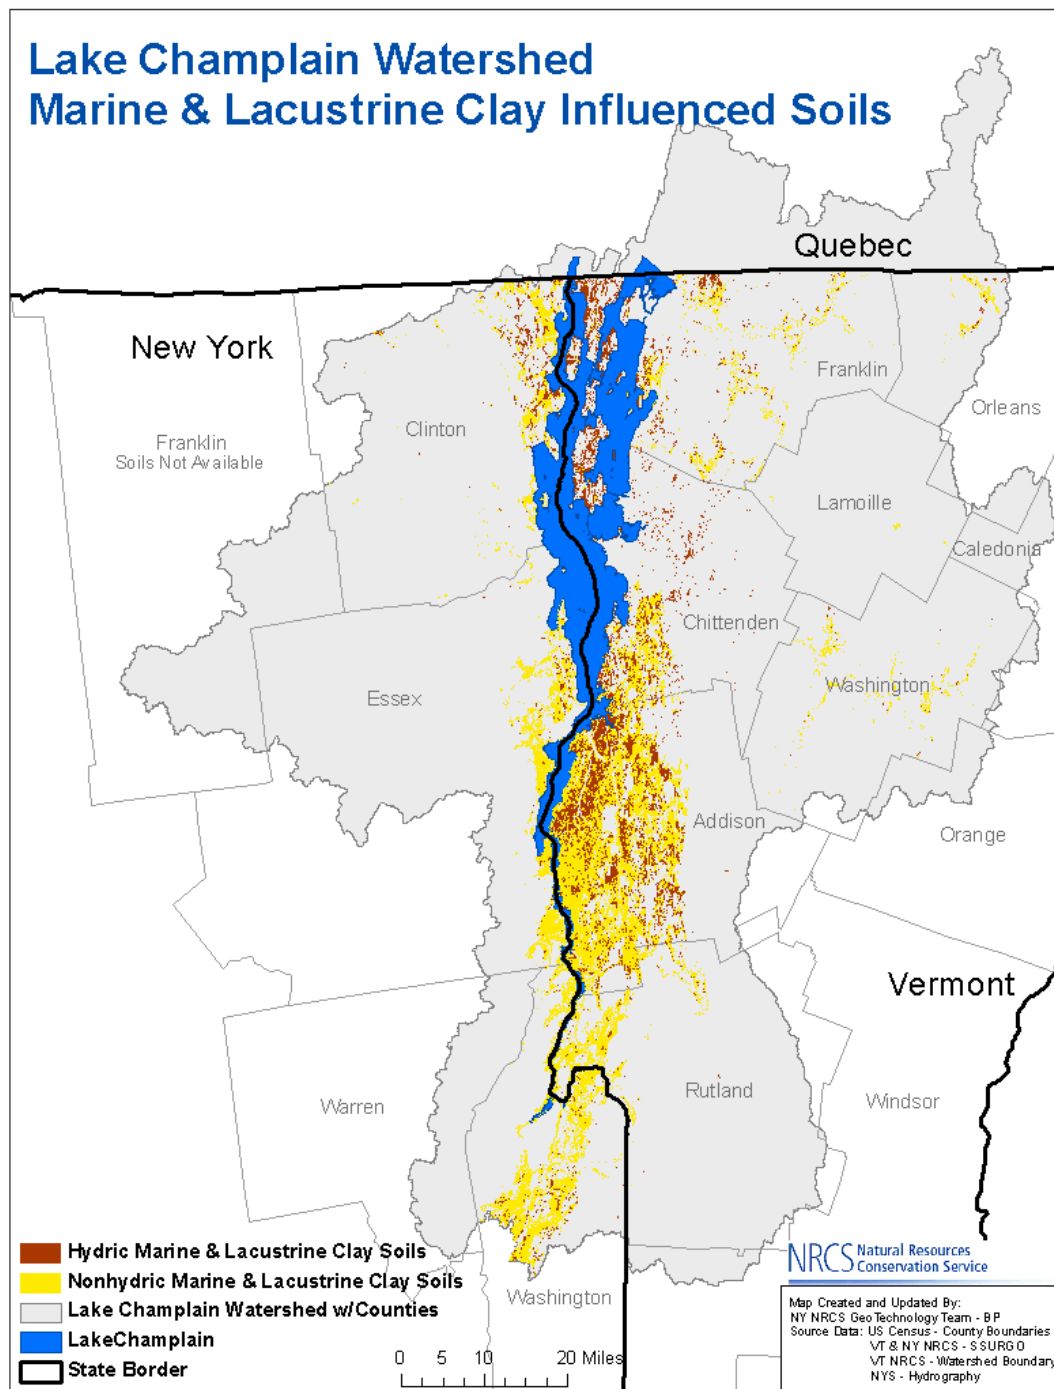 Lake Champlain Watershed
Marine & Lacustrine Clay Influenced Soils
Quebec
New York
Franklin
Orleans
Clinton
Franklin
Soils Not Available
Lamoille
Caledonia
Chittenden
Essex
Washington
Addison
Orange
Vermont
Rutland
Warren
Windsor
Hydric Marine & Lacustrine Clay Soils
Nonhydric Marine & Lacustrine Clay Soils
Lake Champlain Watershed w/Counties
LakeChamplain
State Border
Washington
0 5 10 20 Miles
NRCS Natural Resources
Conservation Service
Map Created and Updated By:
NY NRCS GeoTechnology Team - BP
Source Data: US Census - County Boundaries
VT & NY NRCS - SSURGO
VT NRCS - Watershed Boundary
NYS - Hydrography